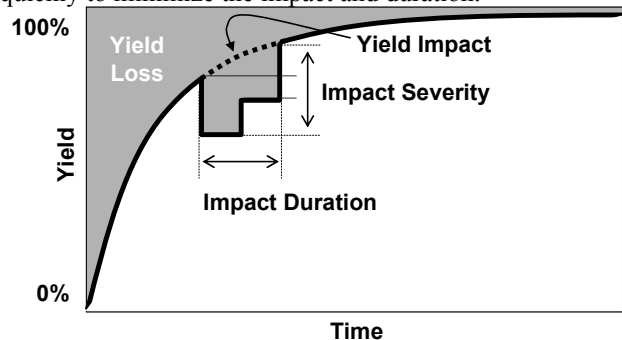 quickly to minimize the impact and duration.
100%
Yield
Loss
Yield Impact
Impact Severity
Yield
Impact Duration
0%
Time